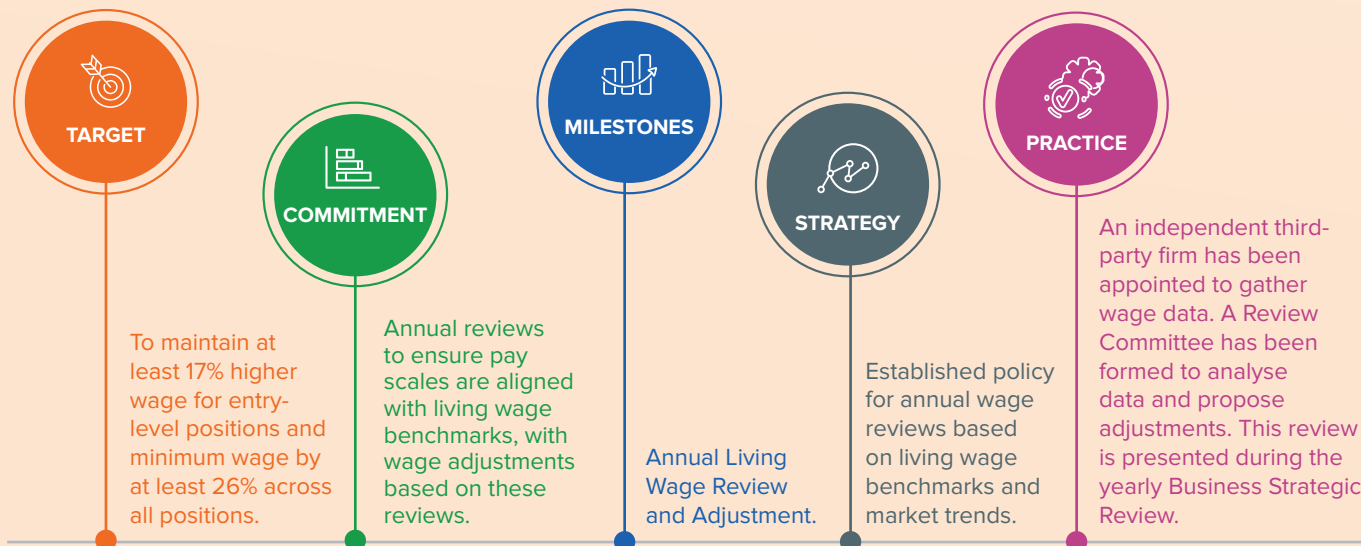 TARGET
To maintain at
least 17% higher
wage for entry-
level positions and
minimum wage by
at least 26% across
all positions.
COMMITMENT
Annual reviews
to ensure pay
scales are aligned
with living wage
benchmarks, with
wage adjustments
based on these
reviews.
MILESTONES
Annual Living
Wage Review
and Adjustment.
STRATEGY
Established policy
for annual wage
reviews based
on living wage
benchmarks and
market trends.
PRACTICE
An independent third-
party firm has been
appointed to gather
wage data. A Review
Committee has been
formed to analyse
data and propose
adjustments. This review
is presented during the
yearly Business Strategic
Review.